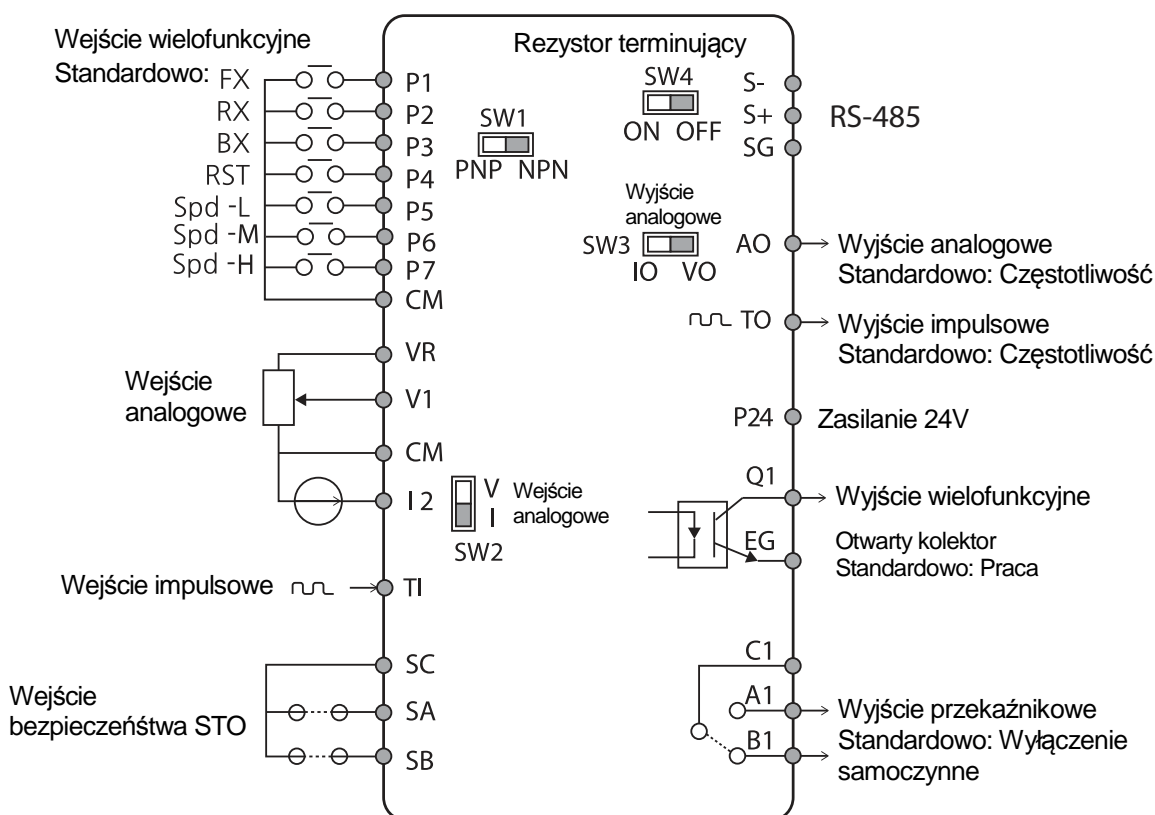 Wejście wielofunkcyjne
Standardowo:
FX
P1
RX
P2
BX
P3
RST
P4
Spd -L
P5
Spd -M
P6
Spd -H
P7
CM
SW1
PNP NPN
Wejście
analogowe
VR
V1
CM
I 2
V
I
Wejście
analogowe
SW2
Wejście impulsowe
TI
Wejście
bezpieczeńśtwa STO
SC
SA
SB
Rezystor terminujący
SW4
ON OFF
S-
S+
SG
RS-485
Wyjście
analogowe
SW3
IO VO
AO
Wyjście analogowe
Standardowo: Częstotliwość
TO
Wyjście impulsowe
Standardowo: Częstotliwość
P24
Zasilanie 24V
Q1
Wyjście wielofunkcyjne
EG
Otwarty kolektor
Standardowo: Praca
C1
A1
B1
Wyjście przekaźnikowe
Standardowo: Wyłączenie
samoczynne